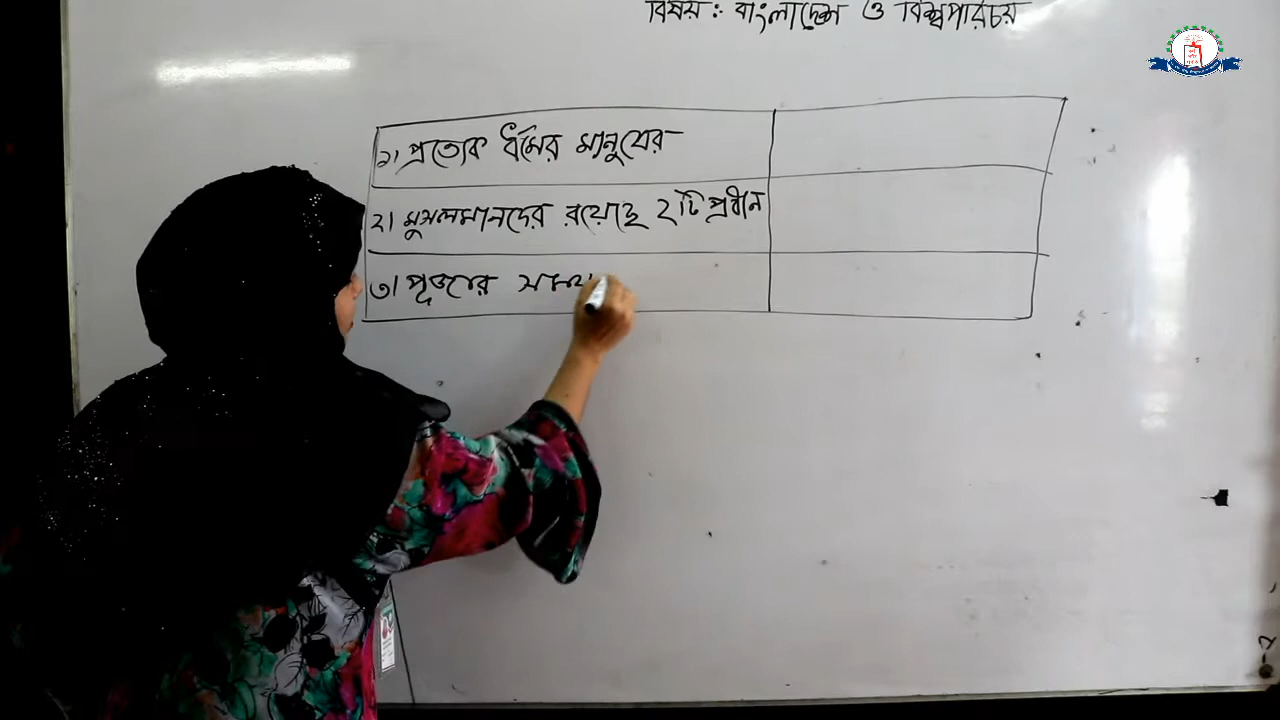 বিষয়: বাংলাদেশ ও বিশ্বপরিচয়
১। প্রত্যেক ধর্মের মানুষের
২। মুসলমানদের রয়েছে ২টি প্রধান
৩। পূজার সময়